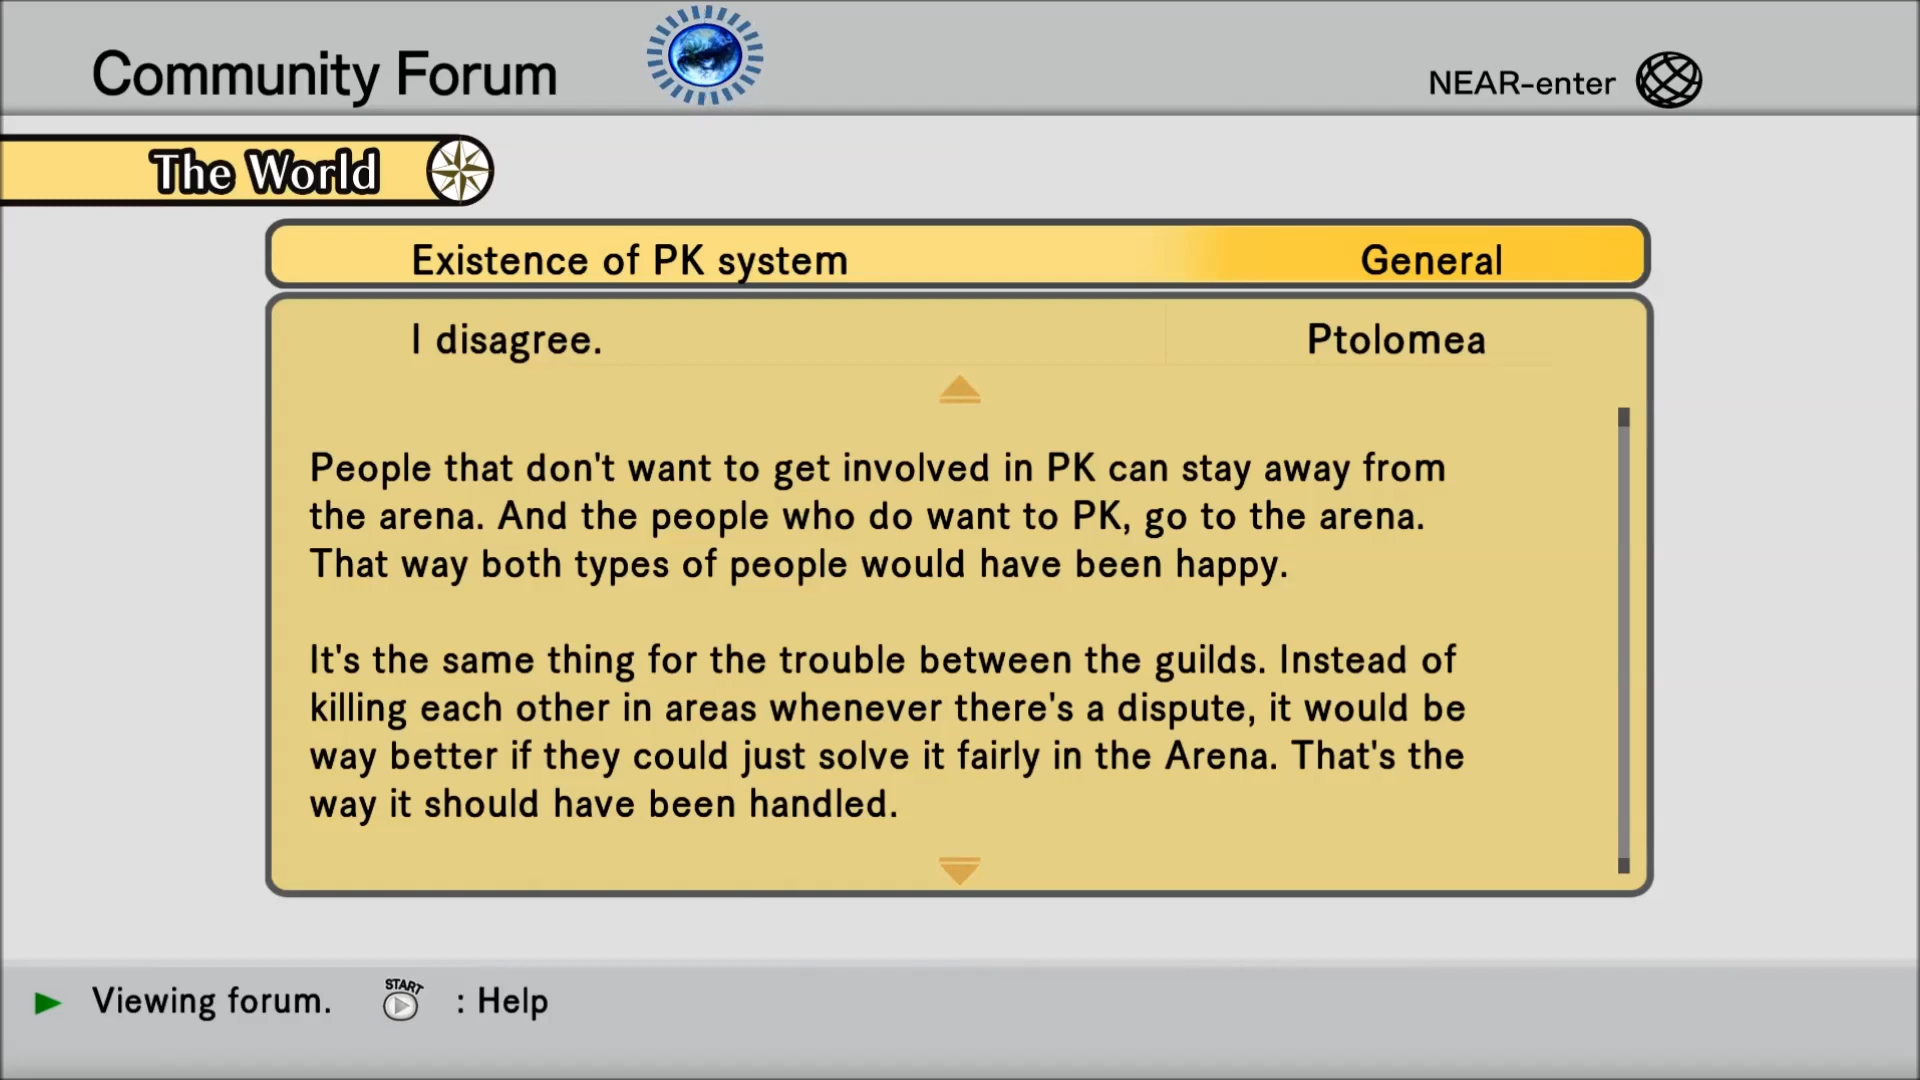 Community Forum
NEAR-enter
The World
Existence of PK system
General
I disagree.
Ptolomea
People that don't want to get involved in PK can stay away from
the arena. And the people who do want to PK, go to the arena.
That way both types of people would have been happy.
It's the same thing for the trouble between the guilds. Instead of
killing each other in areas whenever there's a dispute, it would be
way better if they could just solve it fairly in the Arena. That's the
way it should have been handled.
Viewing forum.
START
: Help